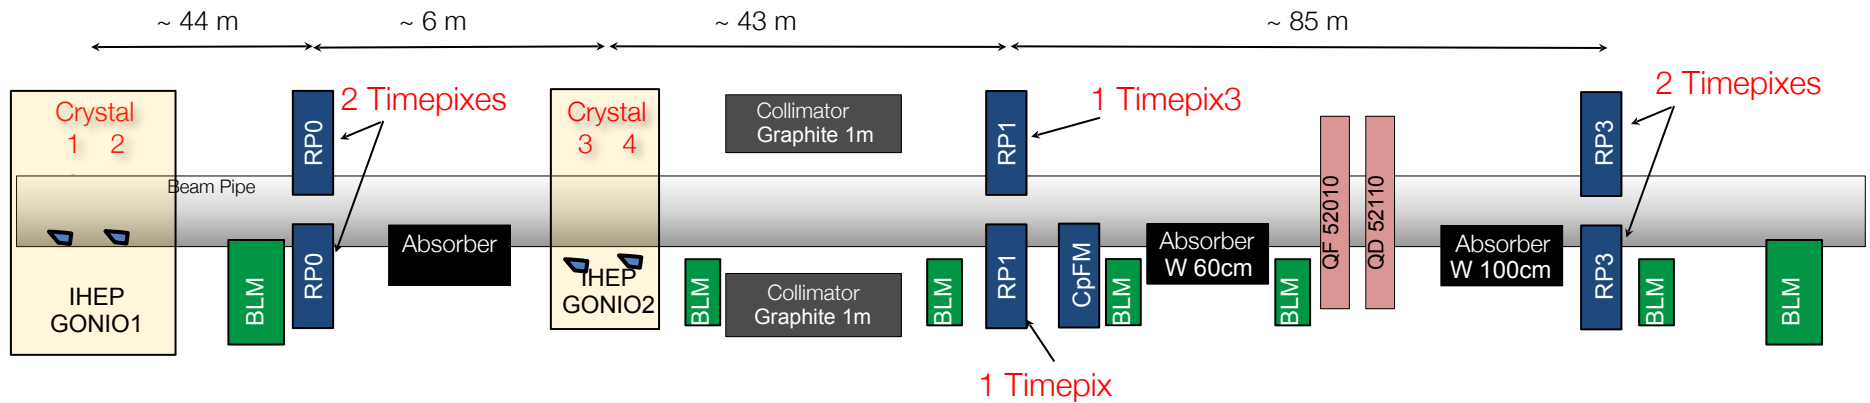 ~ 44 m
~ 6 m
~ 43 m
~ 85 m
Crystal
1 2
2 Timepixes
Crystal
3 4
Collimator
Graphite 1m
1 Timepix3
2 Timepixes
RP0
RP1
RP3
Beam Pipe
QF 52010
QD 52110
IHEP
GONIO1
BLM
RP0
Absorber
IHEP
GONIO2
BLM
Collimator
Graphite 1m
BLM
RP1
CpFM
BLM
Absorber
W 60cm
BLM
Absorber
W 100cm
RP3
BLM
BLM
1 Timepix